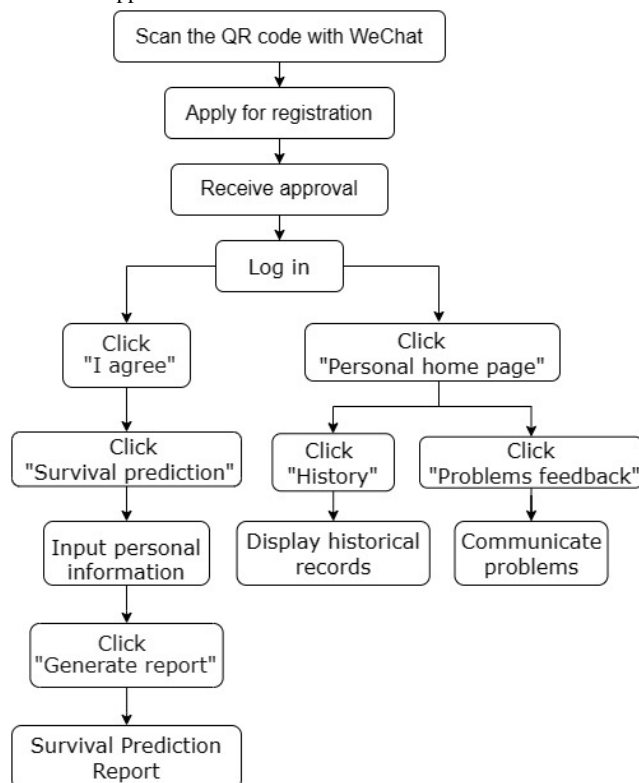 Scan the QR code with WeChat
Apply for registration
Receive approval
Log in
Click
"I agree"
Click
"Personal home page"
Click
"Survival prediction"
Click
"History"
Click
"Problems feedback"
Input personal
information
Display historical
records
Communicate
problems
Click
"Generate report"
Survival Prediction
Report